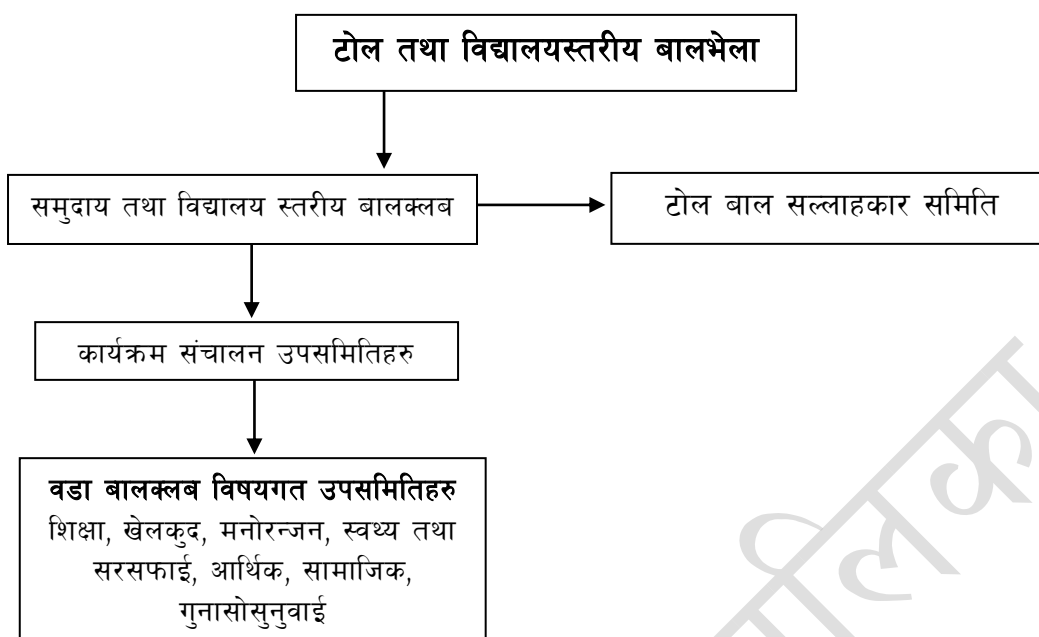 टोल तथा विद्यालयस्तरीय बालभेला
समुदाय तथा विद्यालय स्तरीय बालक्लब
टोल बाल सल्लाहकार समिति
कार्यक्रम संचालन उपसमितिहरु
वडा बालक्लब विषयगत उपसमितिहरु
शिक्षा, खेलकुद, मनोरन्जन, स्वथ्य तथा
सरसफाई, आर्थिक, सामाजिक,
गुनासोसुनुवाई